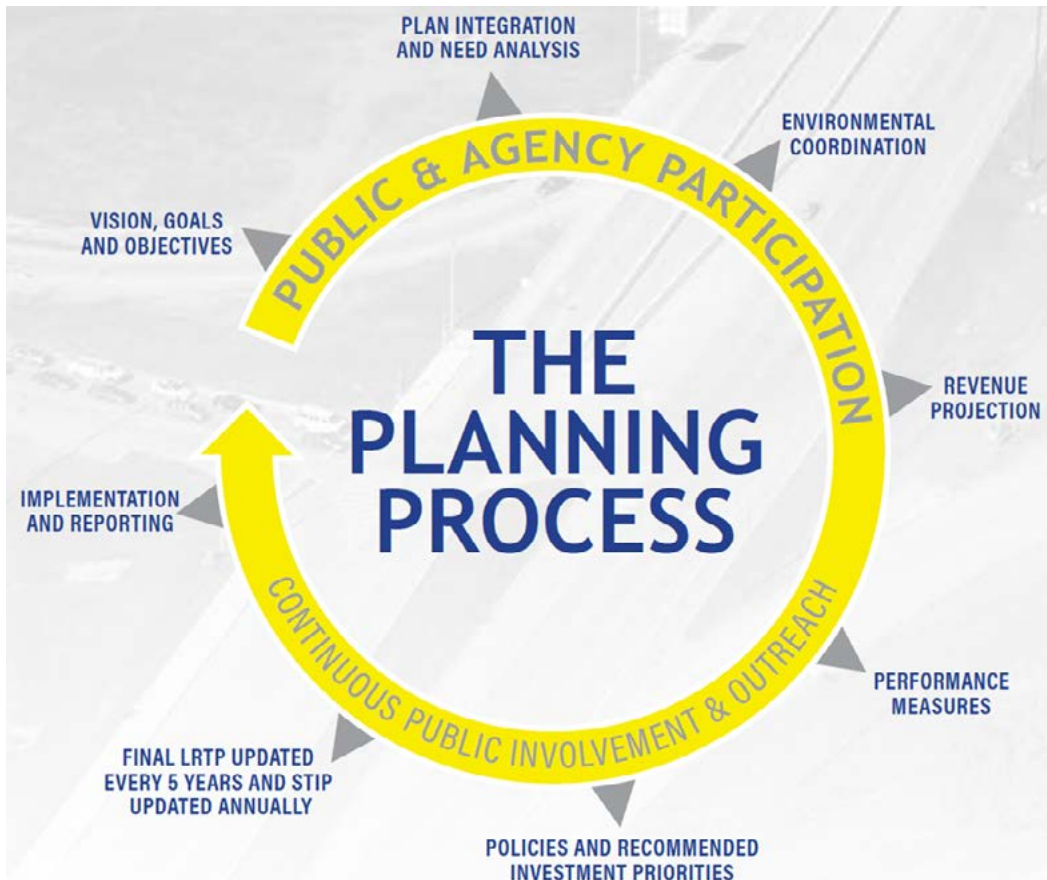 PLAN INTEGRATION
AND NEED ANALYSIS
ENVIRONMENTAL
COORDINATION
VISION, GOALS
AND OBJECTIVES
PUBLIC & AGENCY PARTICIPATION
THE
PLANNING
PROCESS
REVENUE
PROJECTION
IMPLEMENTATION
AND REPORTING
CONTINUOUS PUBLIC INVOLVEMENT & OUTREACH
PERFORMANCE
MEASURES
FINAL LRTP UPDATED
EVERY 5 YEARS AND STIP
UPDATED ANNUALLY
POLICIES AND RECOMMENDED
INVESTMENT PRIORITIES